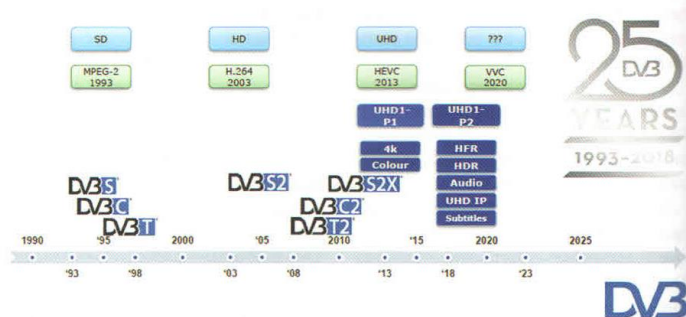 SD HD UHD ???
MPEG-2 1993
H.264 2003
HEVC 2013
VVC 2020
UHD1-P1
UHD1-P2
4k
Colour
HFR
HDR
Audio
UHD IP
Subtitles
25
DVB
YEARS
1993-2018
DVB S
DVB C
DVB T
DVB S2
DVB S2X
DVB C2
DVB T2
1990 '95 2000 '05 2010 '15 2020 2025
'93 '98 '03 '08 '13 '18 '23
DVB